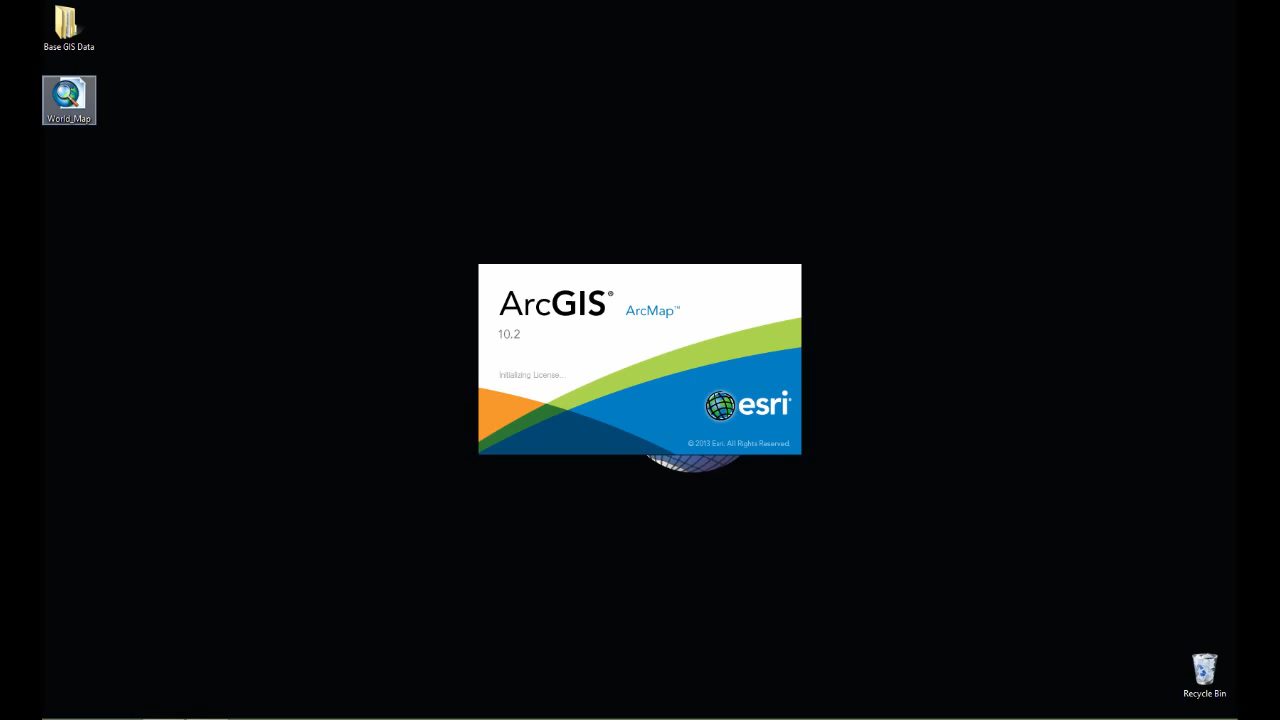 Base GIS Data
World_Map
ArcGIS® ArcMap™
10.2
Initializing License...
esri®
© 2013 Esri. All Rights Reserved.
Recycle Bin